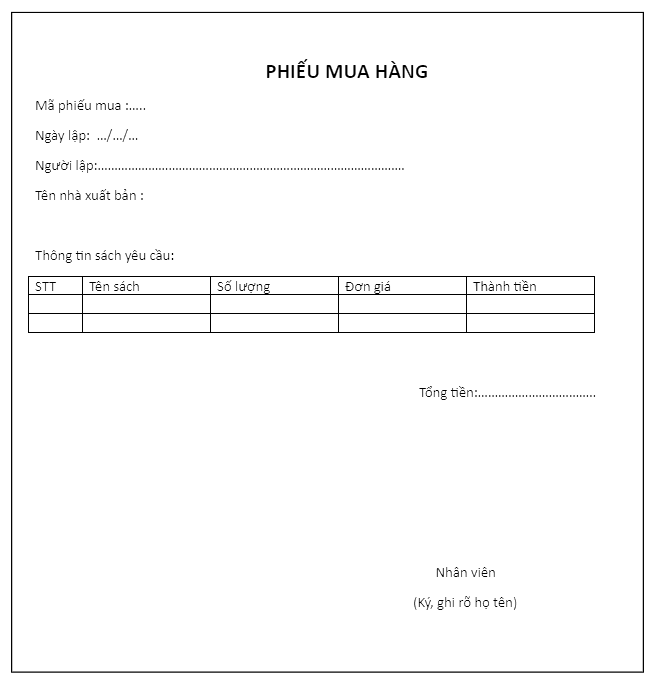 PHIẾU MUA HÀNG
Mã phiếu mua :.....
Ngày lập: .../.../...
Người lập:...........................................................................................
Tên nhà xuất bản :
Thông tin sách yêu cầu:
STT Tên sách Số lượng Đơn giá Thành tiền
Tổng tiền:...................................
Nhân viên
(Ký, ghi rõ họ tên)